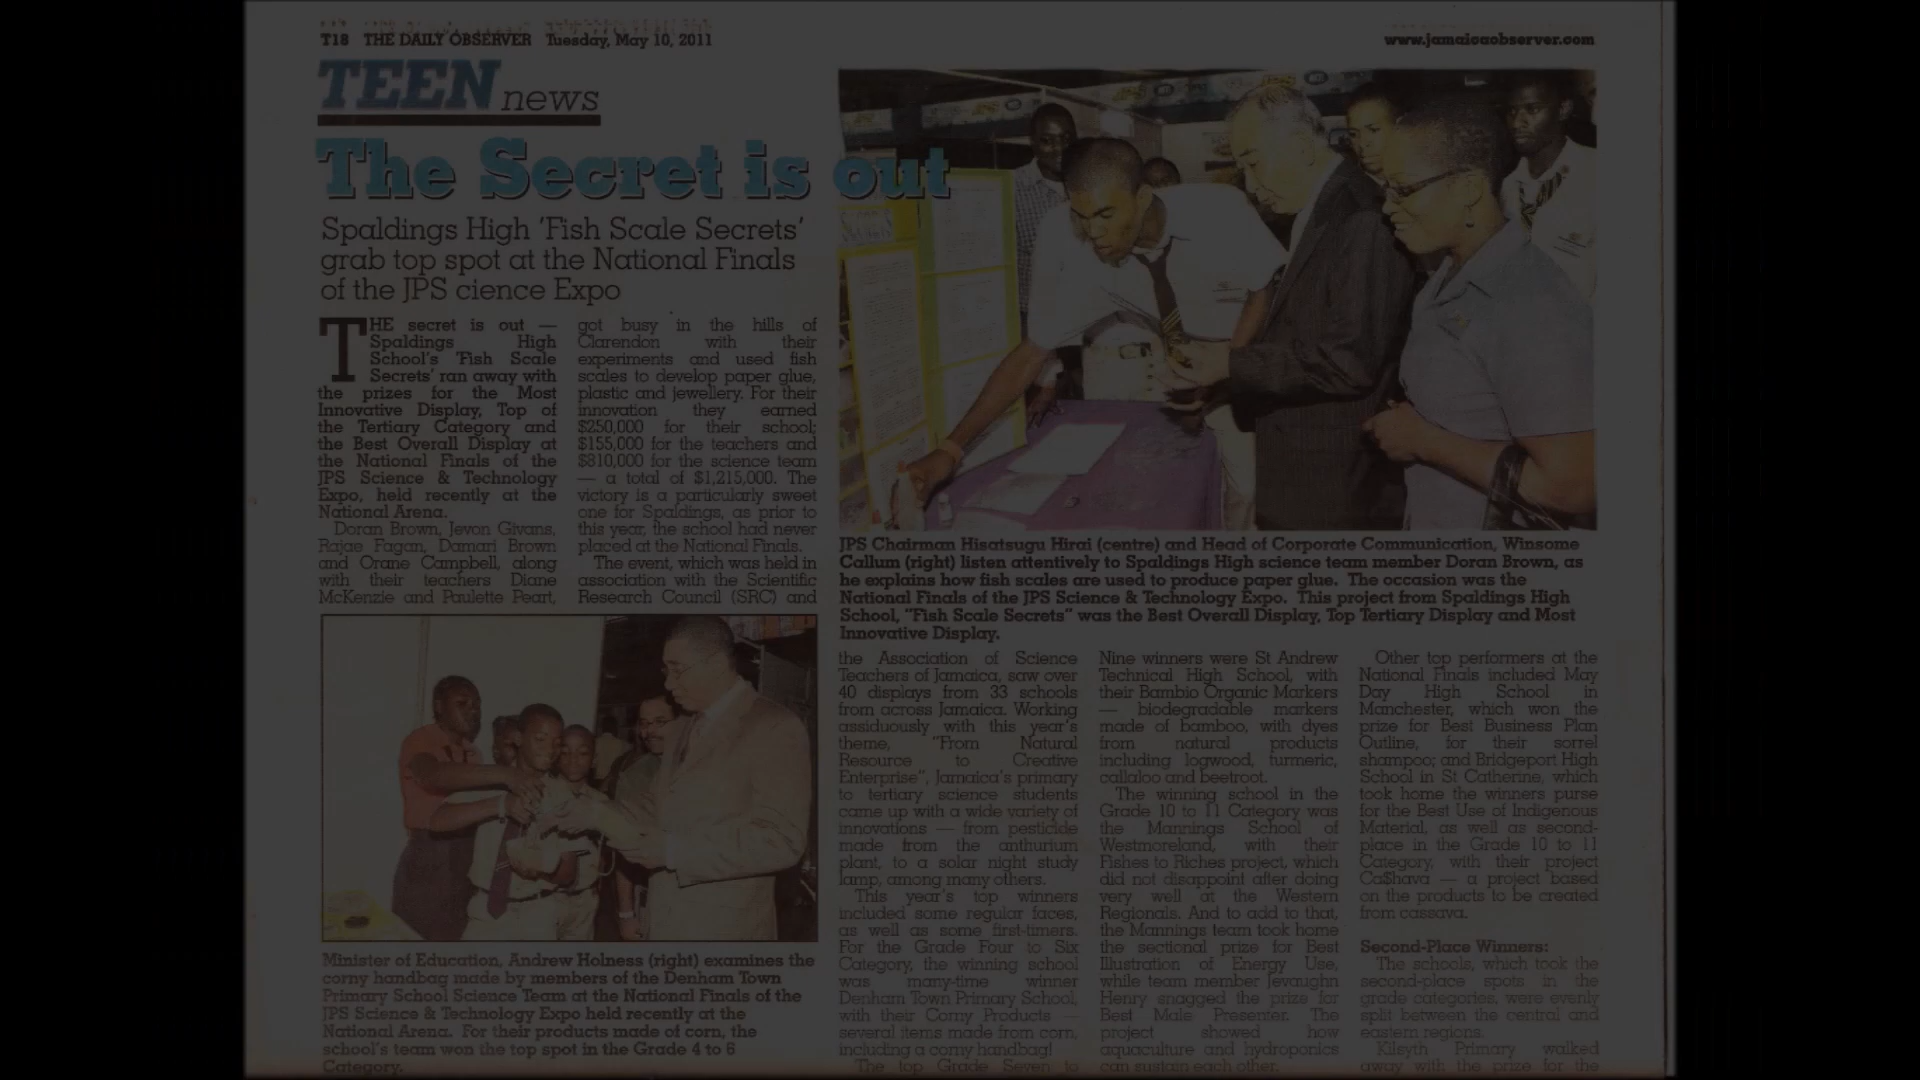 T18 THE DAILY OBSERVER Tuesday, May 10, 2011
www.jamaicaobserver.com
TEEN news
The Secret is out
Spaldings High 'Fish Scale Secrets'
grab top spot at the National Finals
of the JPS cience Expo
THE secret is out —
Spaldings High
School's 'Fish Scale
Secrets' ran away with
the prizes for the Most
Innovative Display, Top of
the Tertiary Category and
the Best Overall Display at
the National Finals of the
JPS Science & Technology
Expo, held recently at the
National Arena.
Doran Brown, Jevon Givans,
Rajae Fagan, Damari Brown
and Orane Campbell, along
with their teachers Diane
McKenzie and Paulette Peart,
got busy in the hills of
Clarendon with their
experiments and used fish
scales to develop paper glue,
plastic and jewellery. For their
innovation they earned
$250,000 for their school;
$155,000 for the teachers and
$810,000 for the science team
— a total of $1,215,000. The
victory is a particularly sweet
one for Spaldings, as prior to
this year, the school had never
placed at the National Finals.
The event, which was held in
association with the Scientific
Research Council (SRC) and
JPS Chairman Hisatsugu Hirai (centre) and Head of Corporate Communication, Winsome
Callum (right) listen attentively to Spaldings High science team member Doran Brown, as
he explains how fish scales are used to produce paper glue. The occasion was the
National Finals of the JPS Science & Technology Expo. This project from Spaldings High
School, "Fish Scale Secrets" was the Best Overall Display, Top Tertiary Display and Most
Innovative Display.
Minister of Education, Andrew Holness (right) examines the
corny handbag made by members of the Denham Town
Primary School Science Team at the National Finals of the
JPS Science & Technology Expo held recently at the
National Arena. For their products made of corn, the
school's team won the top spot in the Grade 4 to 6
Category.
the Association of Science
Teachers of Jamaica, saw over
40 displays from 33 schools
from across Jamaica. Working
assiduously with this year's
theme, "From Natural
Resource to Creative
Enterprise", Jamaica's primary
to tertiary science students
came up with a wide variety of
innovations — from pesticide
made from the anthurium
plant, to a solar night study
lamp, among many others.
This year's top winners
included some regular faces,
as well as some first-timers.
For the Grade Four to Six
Category, the winning school
was many-time winner
Denham Town Primary School,
with their Corny Products —
several items made from corn,
including a corny handbag!
The top Grade Seven to
Nine winners were St Andrew
Technical High School, with
their Bambio Organic Markers
— biodegradable markers
made of bamboo, with dyes
from natural products
including logwood, turmeric,
callaloo and beetroot.
The winning school in the
Grade 10 to 11 Category was
the Mannings School of
Westmoreland, with their
Fishes to Riches project, which
did not disappoint after doing
very well at the Western
Regionals. And to add to that,
the Mannings team took home
the sectional prize for Best
Illustration of Energy Use,
while team member Jevaughn
Henry snagged the prize for
Best Male Presenter. The
project showed how
aquaculture and hydroponics
can sustain each other.
Other top performers at the
National Finals included May
Day High School in
Manchester, which won the
prize for Best Business Plan
Outline, for their sorrel
shampoo; and Bridgeport High
School in St Catherine, which
took home the winners purse
for the Best Use of Indigenous
Material, as well as second-
place in the Grade 10 to 11
Category, with their project
Ca$hava — a project based
on the products to be created
from cassava.
Second-Place Winners:
The schools, which took the
second-place spots in the
grade categories, were evenly
split between the central and
eastern regions.
Kilsyth Primary walked
away with the prize for the